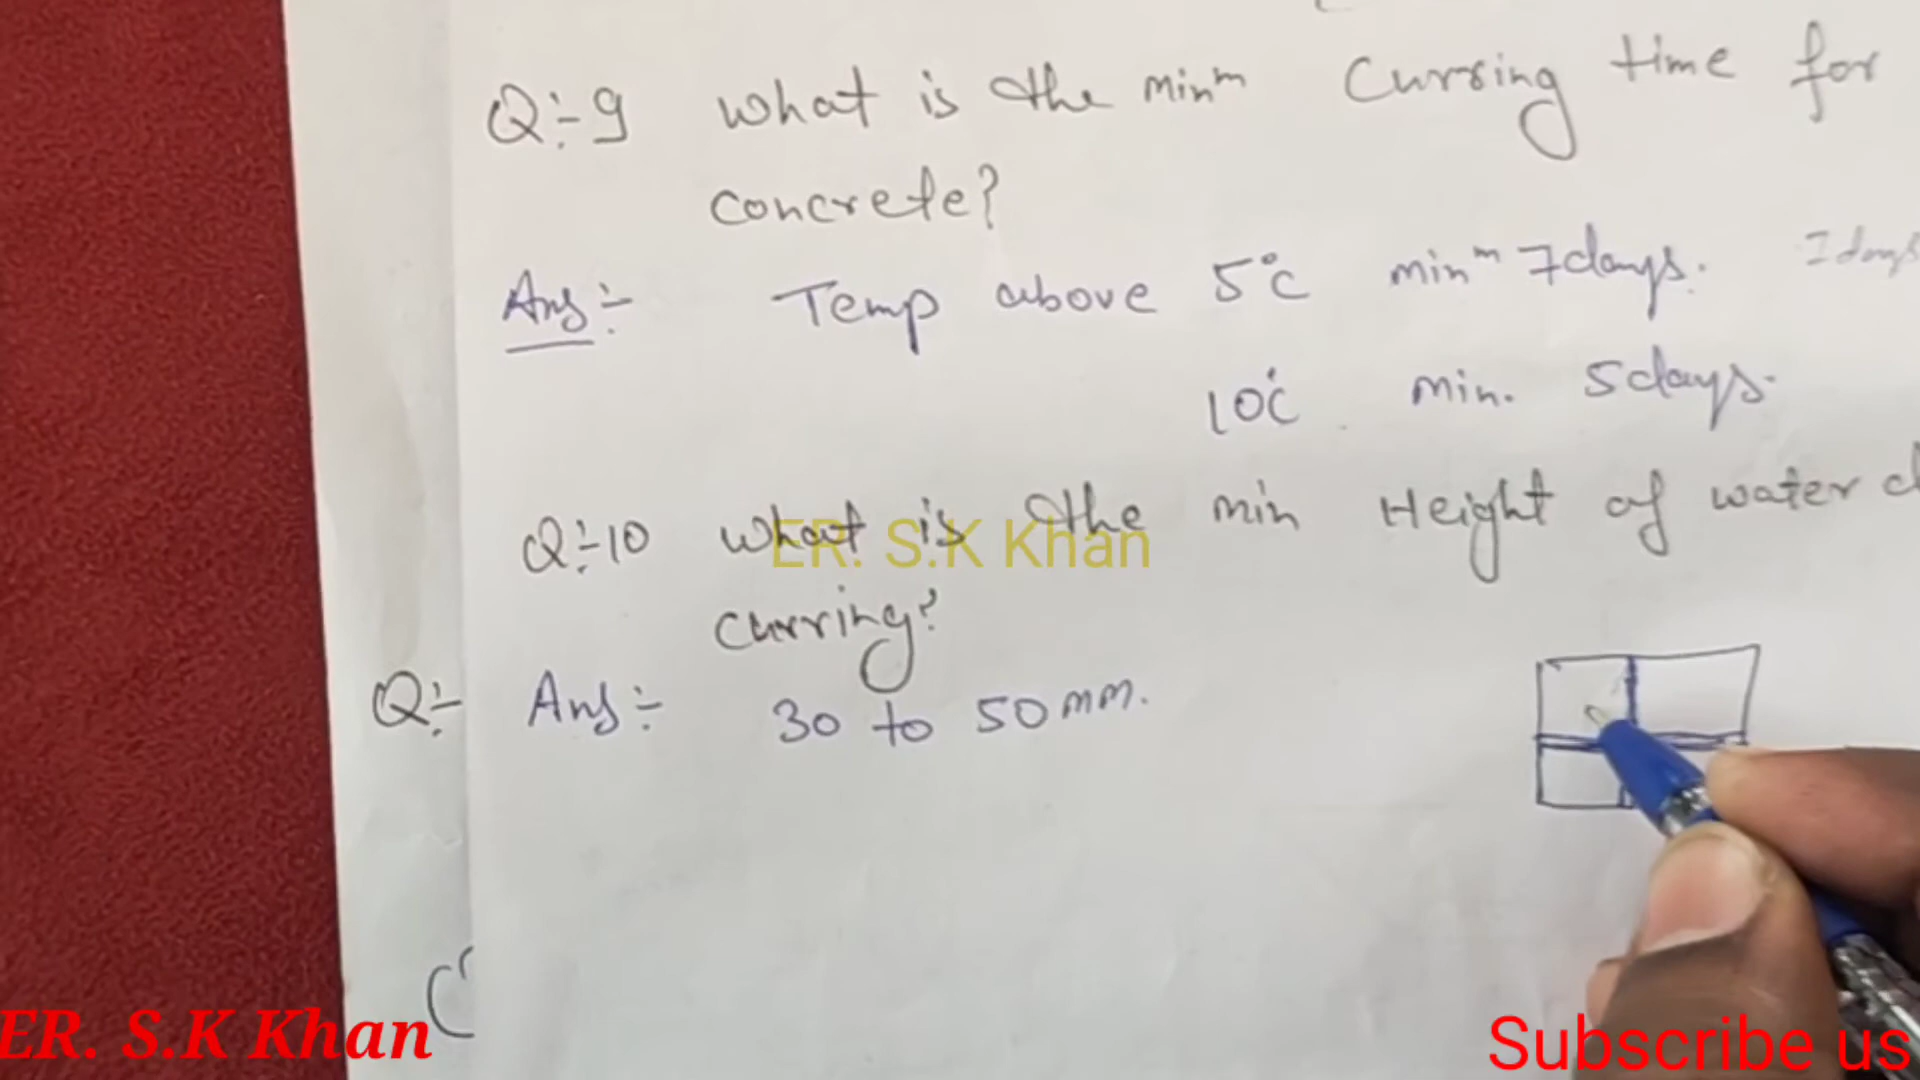 Q:-9 What is the minm Curring time for
concrete?
Ans:- Temp above 5°C minm 7days. 7days
10°C min. 5days.
Q:-10 What is the min Height of water
curring?
Q:- Ans:- 30 to 50mm.
ER. S.K Khan
ER. S.K Khan
Subscribe us